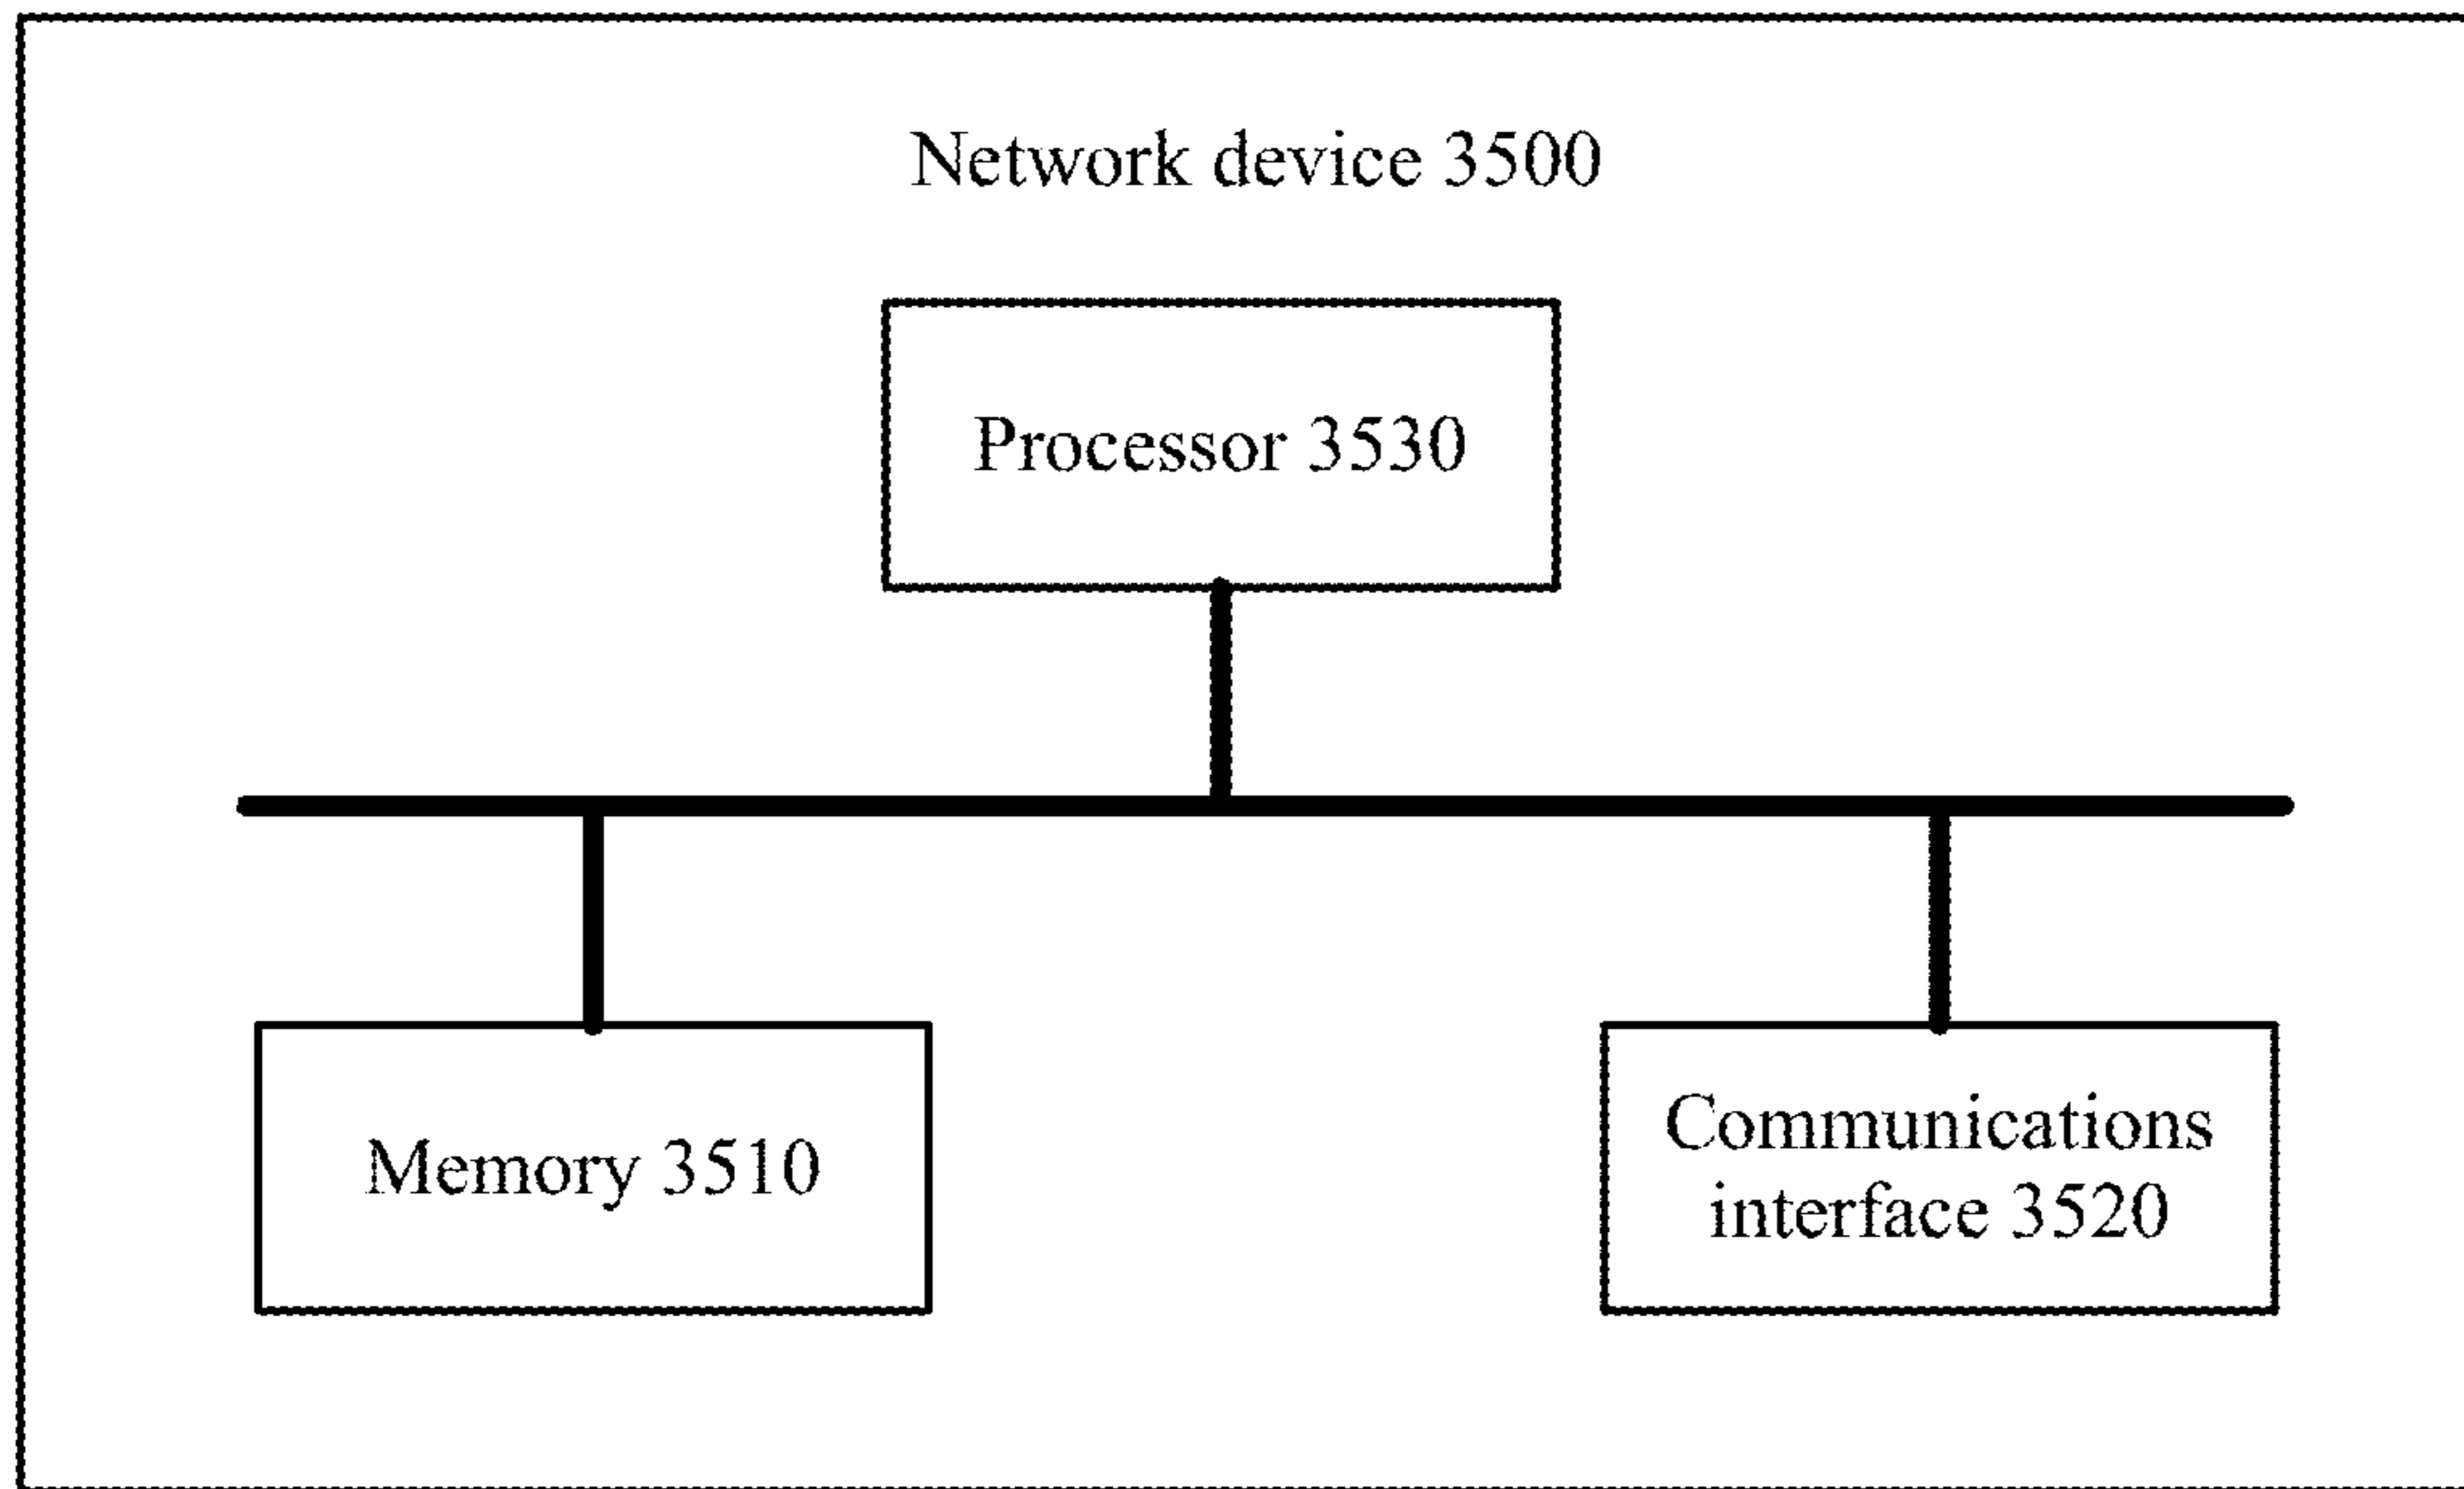 Network device 3500
Processor 3530
Memory 3510
Communications
interface 3520